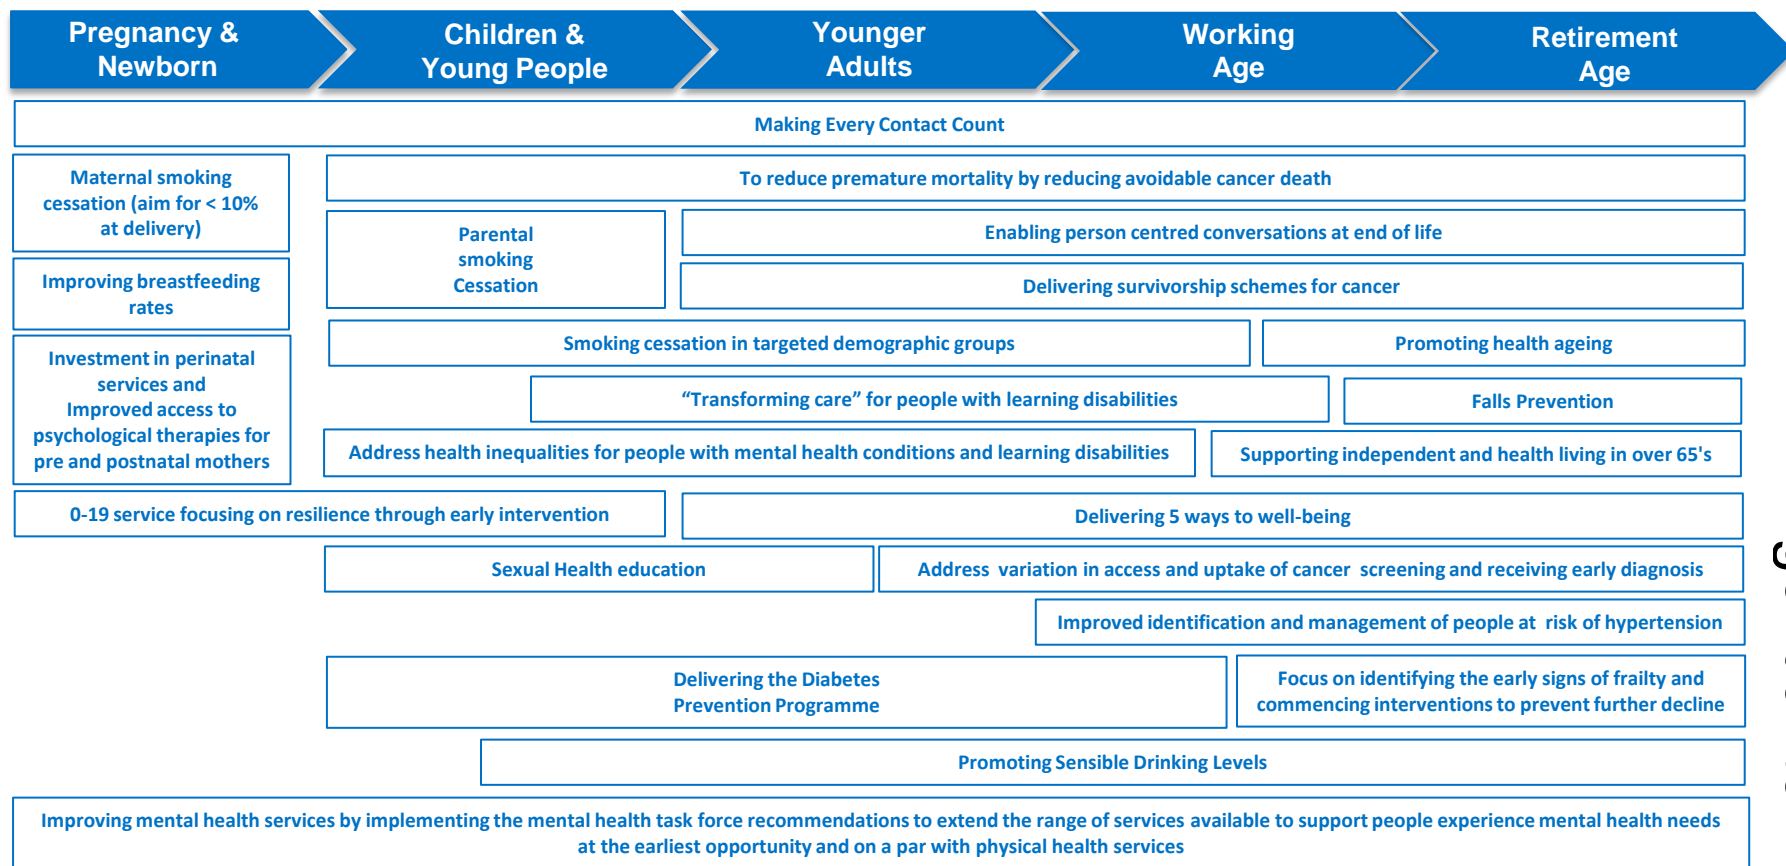 Pregnancy &
Newborn
Children &
Young People
Younger
Adults
Working
Age
Retirement
Age
Making Every Contact Count
Maternal smoking
cessation (aim for < 10%
at delivery)
To reduce premature mortality by reducing avoidable cancer death
Parental
smoking
Cessation
Enabling person centred conversations at end of life
Improving breastfeeding
rates
Delivering survivorship schemes for cancer
Investment in perinatal
services and
Improved access to
psychological therapies for
pre and postnatal mothers
Smoking cessation in targeted demographic groups
Promoting health ageing
“Transforming care” for people with learning disabilities
Falls Prevention
Address health inequalities for people with mental health conditions and learning disabilities
Supporting independent and health living in over 65's
0-19 service focusing on resilience through early intervention
Delivering 5 ways to well-being
Sexual Health education
Address variation in access and uptake of cancer screening and receiving early diagnosis
Improved identification and management of people at risk of hypertension
Delivering the Diabetes
Prevention Programme
Focus on identifying the early signs of frailty and
commencing interventions to prevent further decline
Promoting Sensible Drinking Levels
Improving mental health services by implementing the mental health task force recommendations to extend the range of services available to support people experience mental health needs
at the earliest opportunity and on a par with physical health services